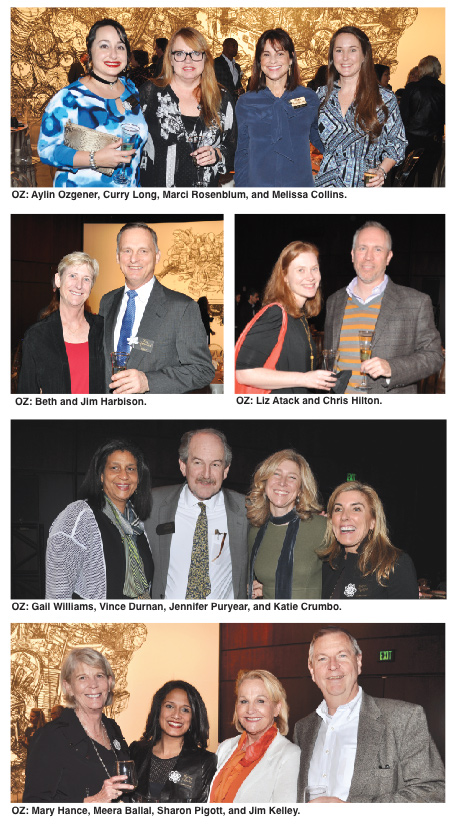 OZ: Aylin Ozgener, Curry Long, Marci Rosenblum, and Melissa Collins.
OZ: Beth and Jim Harbison.
OZ: Liz Atack and Chris Hilton.
EXIT
OZ: Gail Williams, Vince Durnan, Jennifer Puryear, and Katie Crumbo.
EXIT
OZ: Mary Hance, Meera Ballal, Sharon Pigott, and Jim Kelley.